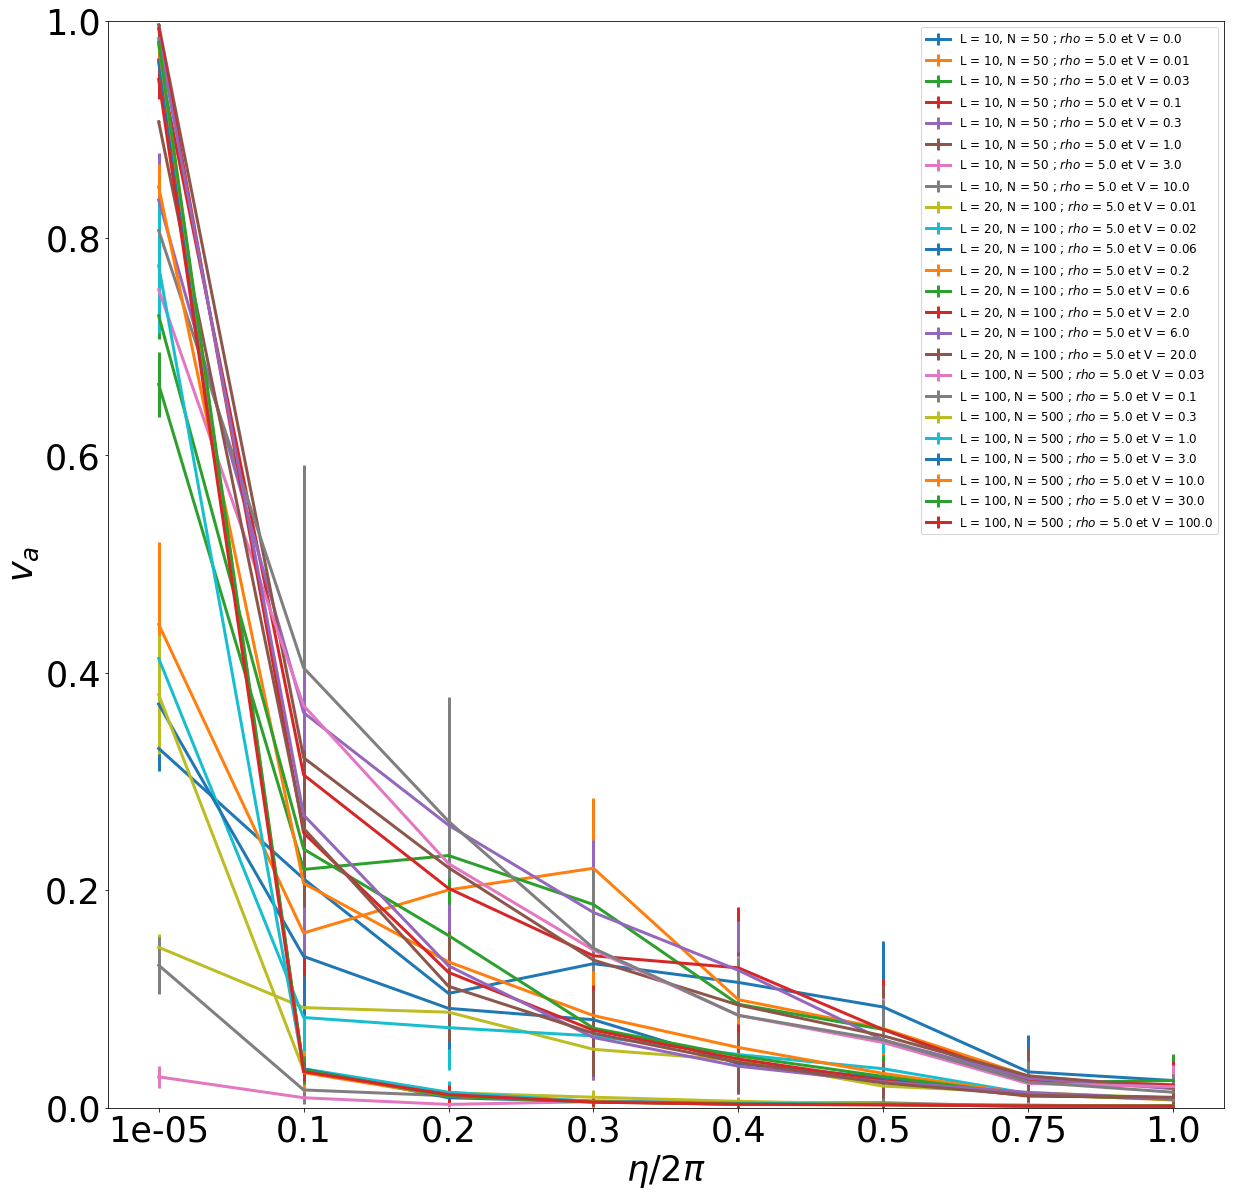 1.0
0.8
0.6
0.4
0.2
0.0
v_a
L = 10, N = 50 ; rho = 5.0 et V = 0.0
L = 10, N = 50 ; rho = 5.0 et V = 0.01
L = 10, N = 50 ; rho = 5.0 et V = 0.03
L = 10, N = 50 ; rho = 5.0 et V = 0.1
L = 10, N = 50 ; rho = 5.0 et V = 0.3
L = 10, N = 50 ; rho = 5.0 et V = 1.0
L = 10, N = 50 ; rho = 5.0 et V = 3.0
L = 10, N = 50 ; rho = 5.0 et V = 10.0
L = 20, N = 100 ; rho = 5.0 et V = 0.01
L = 20, N = 100 ; rho = 5.0 et V = 0.02
L = 20, N = 100 ; rho = 5.0 et V = 0.06
L = 20, N = 100 ; rho = 5.0 et V = 0.2
L = 20, N = 100 ; rho = 5.0 et V = 0.6
L = 20, N = 100 ; rho = 5.0 et V = 2.0
L = 20, N = 100 ; rho = 5.0 et V = 6.0
L = 20, N = 100 ; rho = 5.0 et V = 20.0
L = 100, N = 500 ; rho = 5.0 et V = 0.03
L = 100, N = 500 ; rho = 5.0 et V = 0.1
L = 100, N = 500 ; rho = 5.0 et V = 0.3
L = 100, N = 500 ; rho = 5.0 et V = 1.0
L = 100, N = 500 ; rho = 5.0 et V = 3.0
L = 100, N = 500 ; rho = 5.0 et V = 10.0
L = 100, N = 500 ; rho = 5.0 et V = 30.0
L = 100, N = 500 ; rho = 5.0 et V = 100.0
1e-05 0.1 0.2 0.3 0.4 0.5 0.75 1.0
η/2π